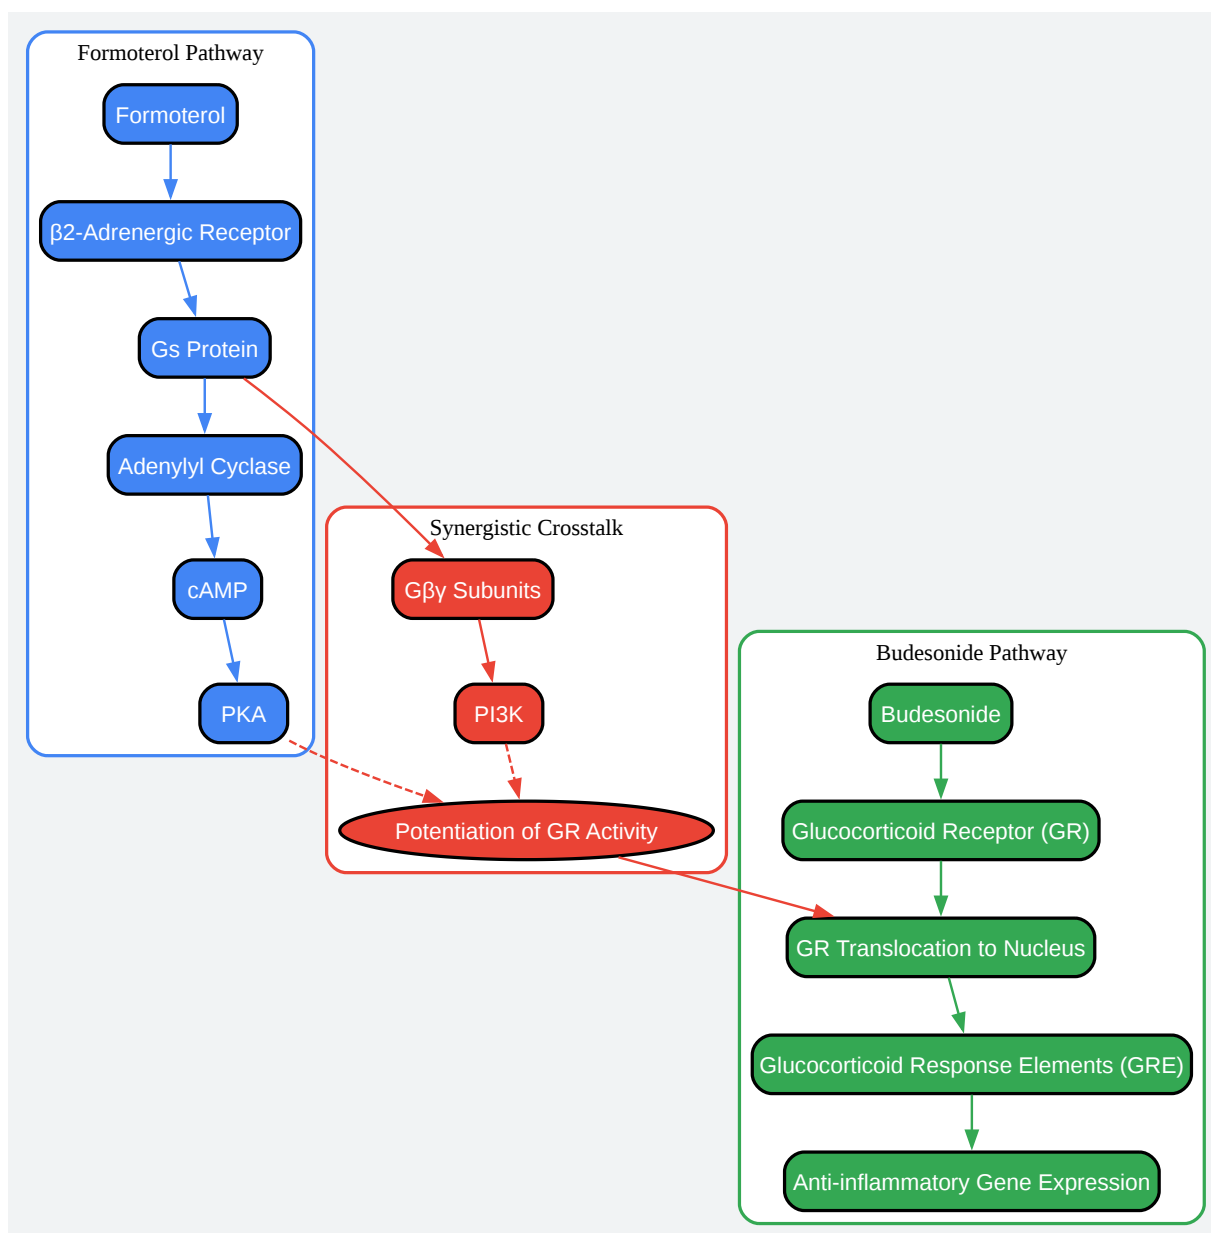 Formoterol Pathway
Formoterol
β2-Adrenergic Receptor
Gs Protein
Adenylyl Cyclase
cAMP
PKA
Synergistic Crosstalk
Gβγ Subunits
PI3K
Potentiation of GR Activity
Budesonide Pathway
Budesonide
Glucocorticoid Receptor (GR)
GR Translocation to Nucleus
Glucocorticoid Response Elements (GRE)
Anti-inflammatory Gene Expression